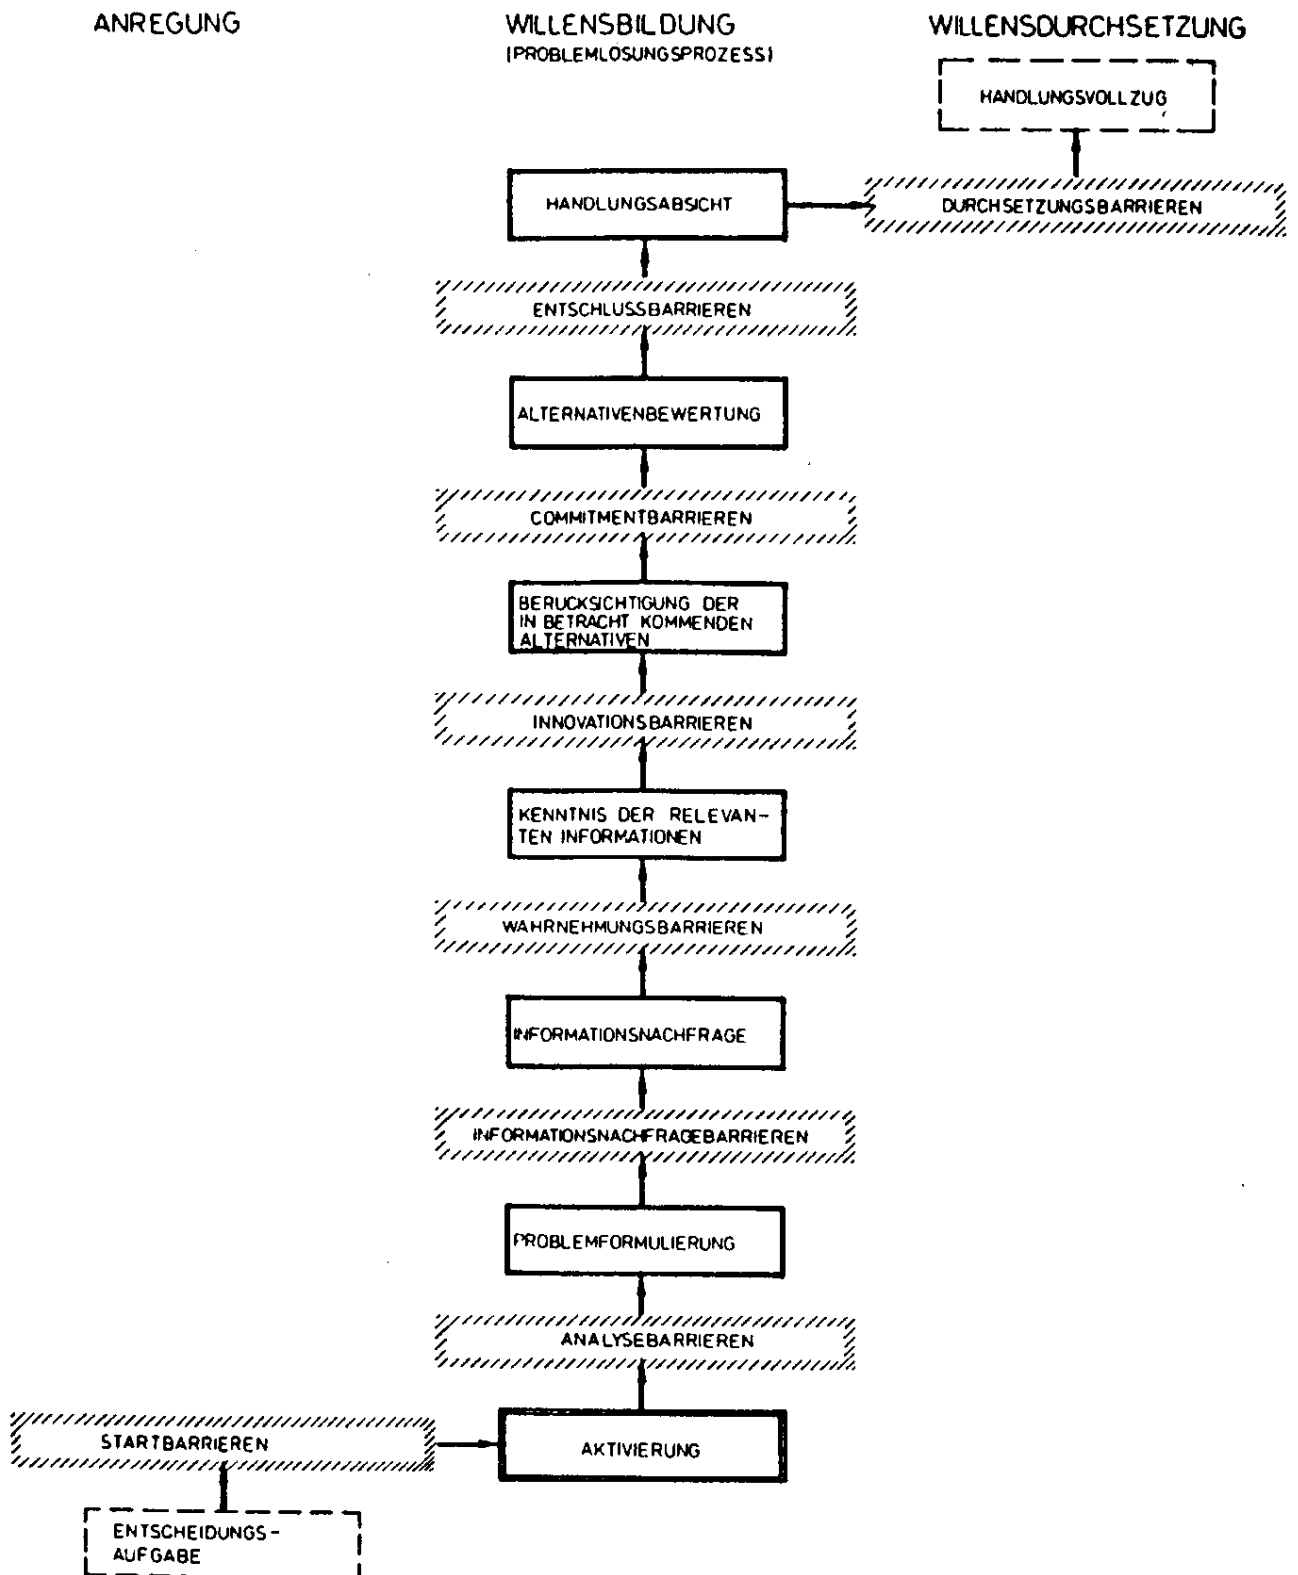 ANREGUNG
WILLENSBILDUNG
(PROBLEMLÖSUNGSPROZESS)
WILLENSDURCHSETZUNG
HANDLUNGSVOLLZUG
HANDLUNGSABSICHT
DURCHSETZUNGSBARRIEREN
ENTSCHLUSSBARRIEREN
ALTERNATIVENBEWERTUNG
COMMITMENTBARRIEREN
BERUCKSICHTIGUNG DER
IN BETRACHT KOMMENDEN
ALTERNATIVEN
INNOVATIONSBARRIEREN
KENNTNIS DER RELEVAN-
TEN INFORMATIONEN
WAHRNEHMUNGSBARRIEREN
INFORMATIONSNACHFRAGE
INFORMATIONSNACHFRAGEBARRIEREN
PROBLEMFORMULIERUNG
ANALYSEBARRIEREN
STARTBARRIEREN
AKTIVIERUNG
ENTSCHEIDUNGS-
AUFGABE